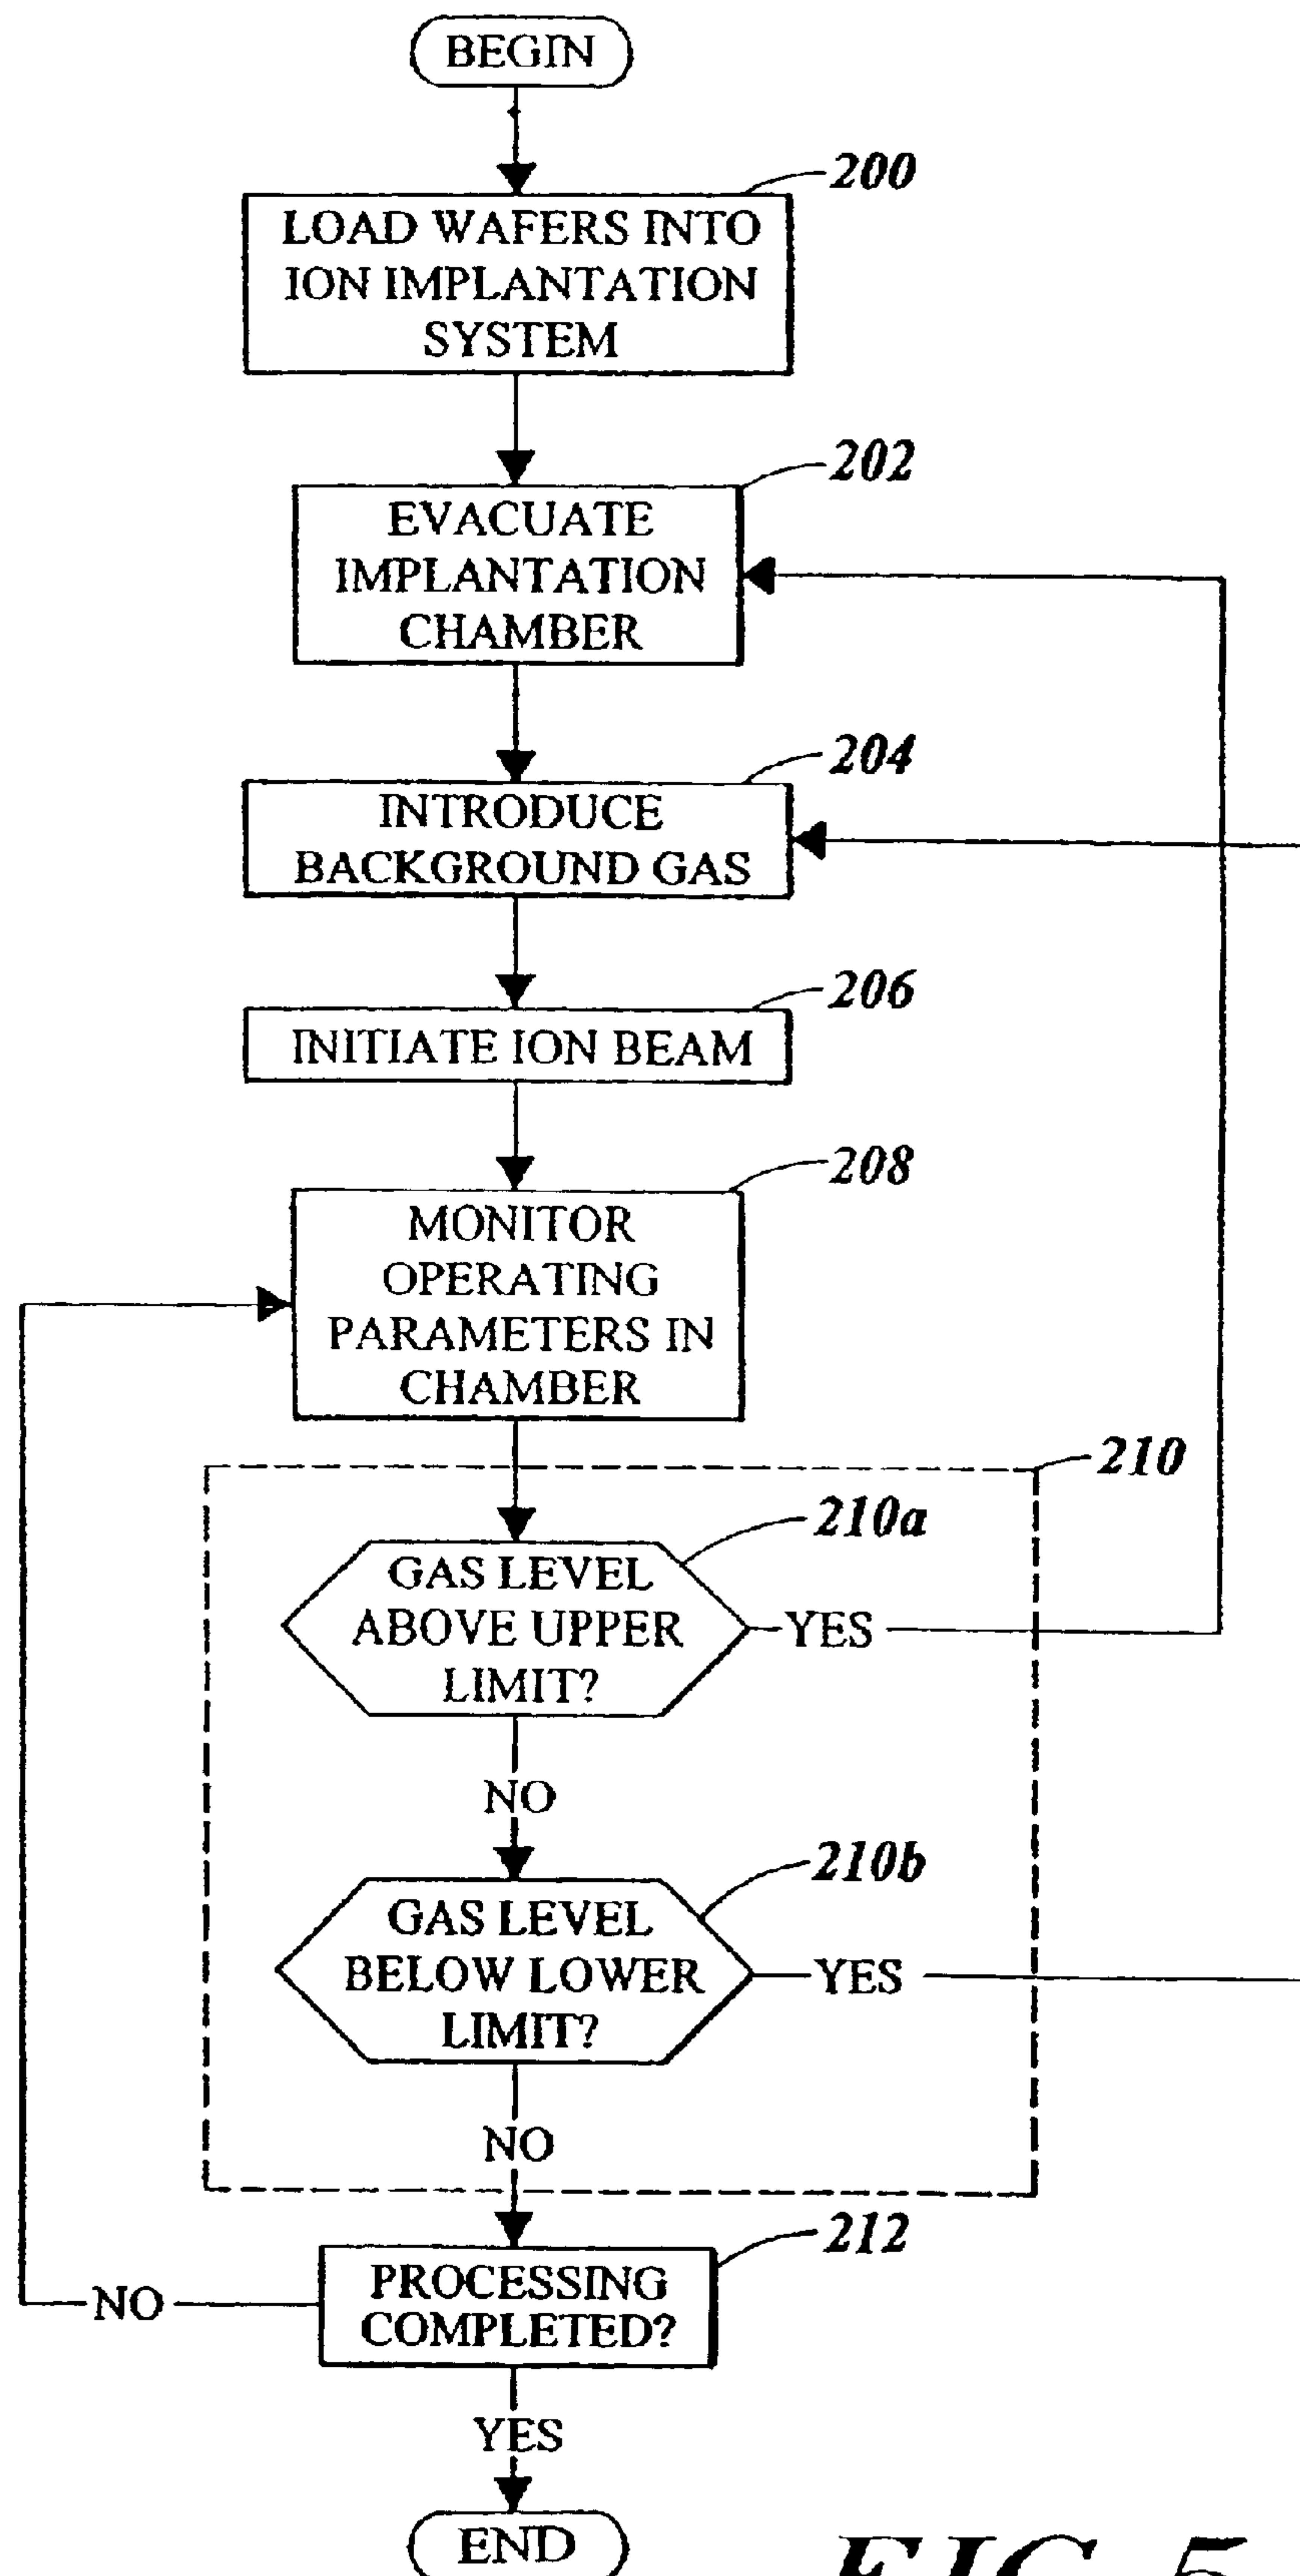 BEGIN
200
LOAD WAFERS INTO
ION IMPLANTATION
SYSTEM
202
EVACUATE
IMPLANTATION
CHAMBER
204
INTRODUCE
BACKGROUND GAS
206
INITIATE ION BEAM
208
MONITOR
OPERATING
PARAMETERS IN
CHAMBER
210
210a
GAS LEVEL
ABOVE UPPER
LIMIT?
YES
NO
210b
GAS LEVEL
BELOW LOWER
LIMIT?
YES
NO
212
PROCESSING
COMPLETED?
NO
YES
END
FIG. 5